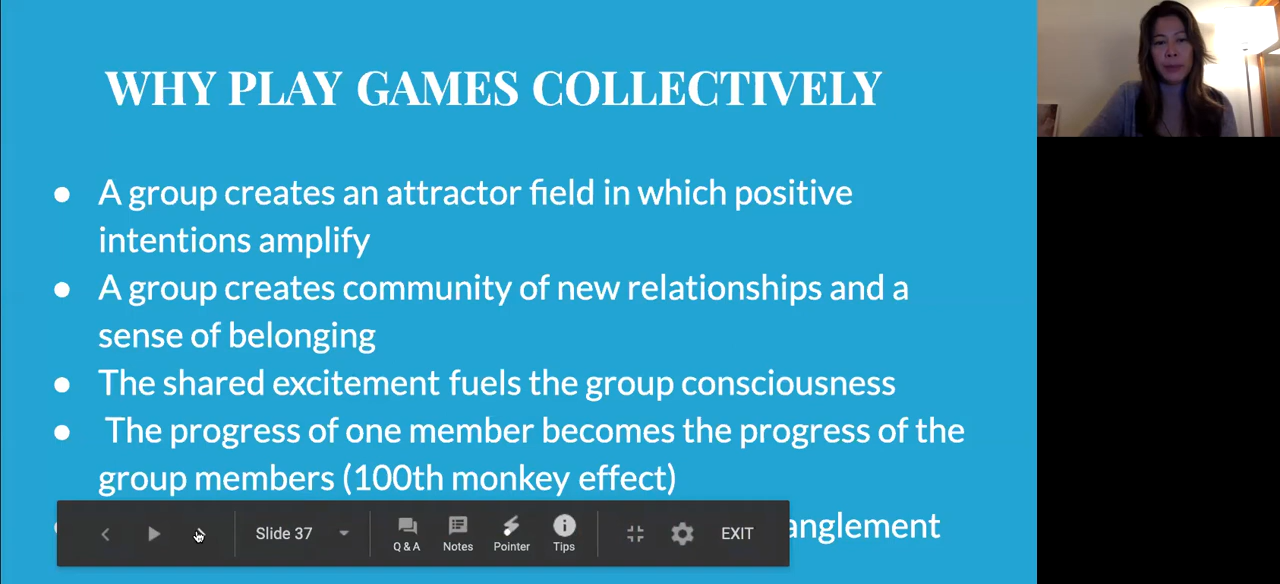 WHY PLAY GAMES COLLECTIVELY
● A group creates an attractor field in which positive
intentions amplify
● A group creates community of new relationships and a
sense of belonging
● The shared excitement fuels the group consciousness
● The progress of one member becomes the progress of the
group members (100th monkey effect)
anglement
Slide 37
Q & A
Notes
Pointer
Tips
EXIT